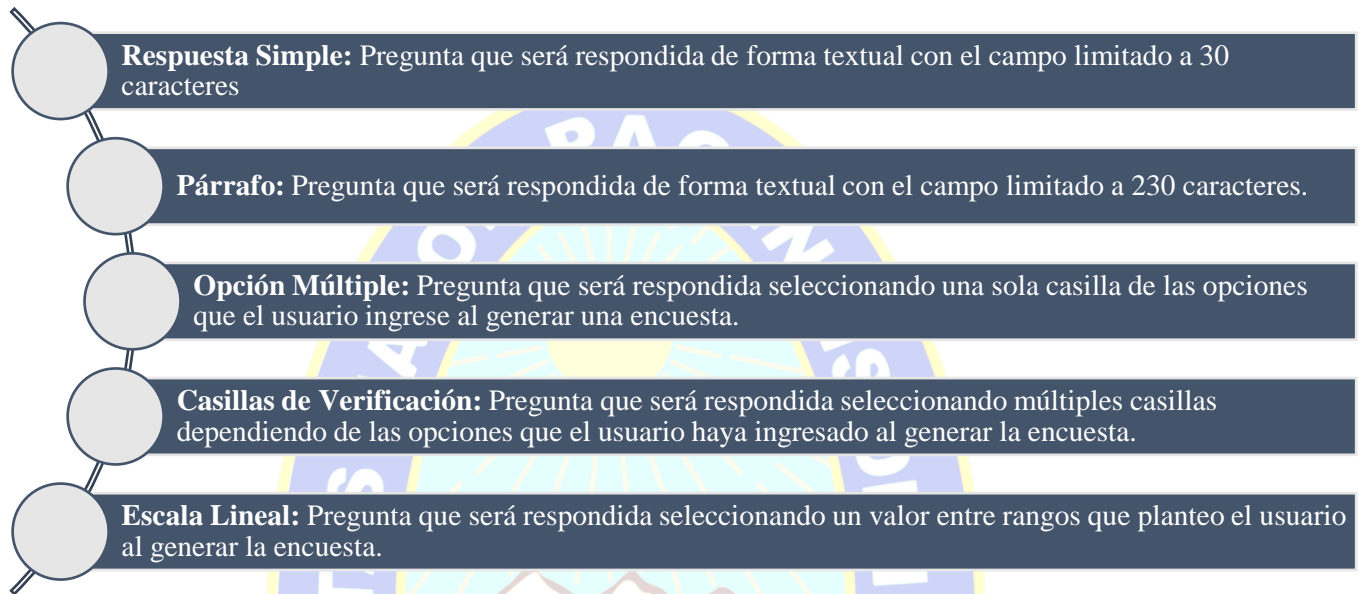 Respuesta Simple: Pregunta que será respondida de forma textual con el campo limitado a 30
caracteres
Párrafo: Pregunta que será respondida de forma textual con el campo limitado a 230 caracteres.
Opción Múltiple: Pregunta que será respondida seleccionando una sola casilla de las opciones
que el usuario ingrese al generar una encuesta.
Casillas de Verificación: Pregunta que será respondida seleccionando múltiples casillas
dependiendo de las opciones que el usuario haya ingresado al generar la encuesta.
Escala Lineal: Pregunta que será respondida seleccionando un valor entre rangos que planteo el usuario
al generar la encuesta.